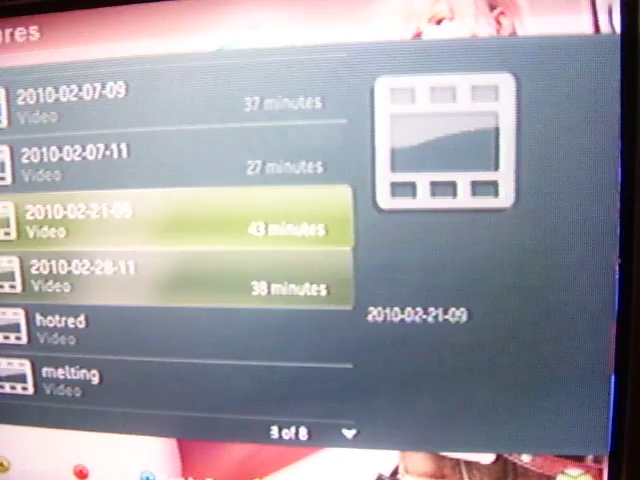 res
2010-02-07-09
Video
37 minutes
2010-02-07-11
Video
27 minutes
2010-02-21-09
Video
43 minutes
2010-02-28-11
Video
38 minutes
hotred
Video
melting
Video
2010-02-21-09
3 of 8